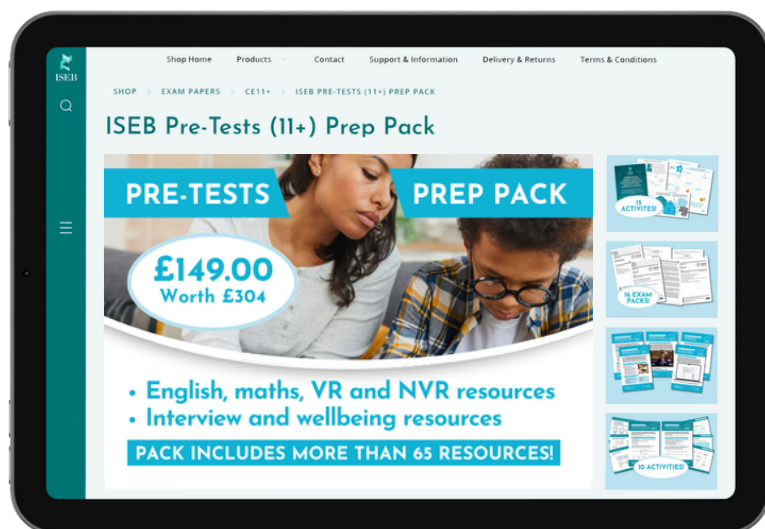 ISEB
Shop Home Products Contact Support & Information Delivery & Returns Terms & Conditions
SHOP > EXAM PAPERS > CE11+ > ISEB PRE-TESTS (11+) PREP PACK
ISEB Pre-Tests (11+) Prep Pack
PRE-TESTS PREP PACK
£149.00
Worth £304
• English, maths, VR and NVR resources
• Interview and wellbeing resources
PACK INCLUDES MORE THAN 65 RESOURCES!
15
ACTIVITES!
16 EXAM
PACKS!
10 ACTIVITIES!